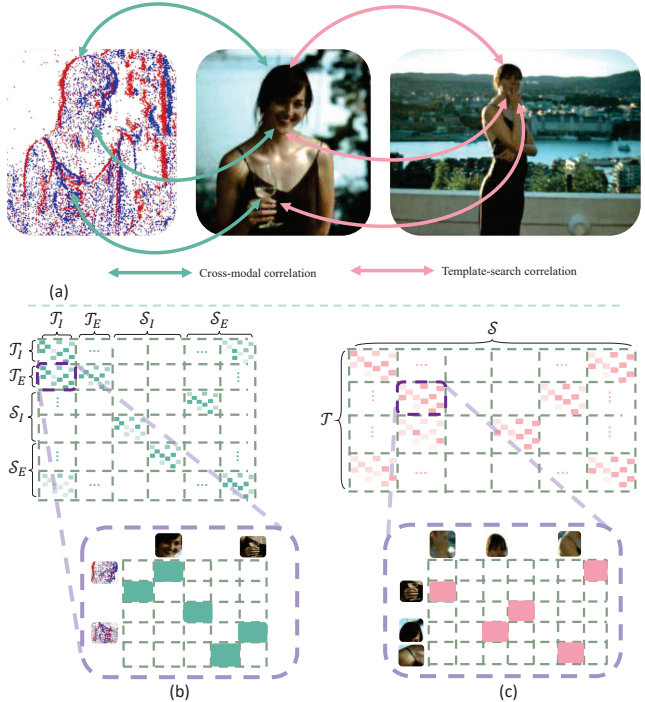 Cross-modal correlation
Template-search correlation
(a)
𝒯_I 𝒯_E 𝒮_I 𝒮_E
𝒮
𝒯_I
𝒯_E
𝒮_I
𝒮_E
𝒯
(b)
(c)